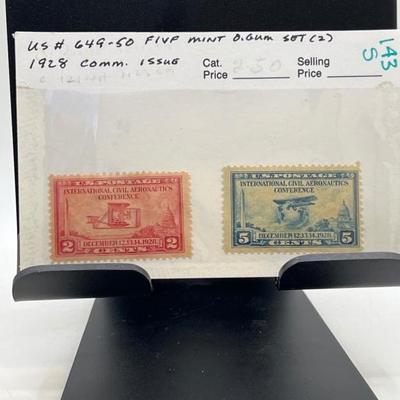 US# 649-50 F/VF MINT O.GUM SET (2)
1928 COMM. ISSUE
Cat. Price 2.50
Selling Price
143
S
U.S. POSTAGE
INTERNATIONAL CIVIL AERONAUTICS
CONFERENCE
2 DECEMBER 12.13.14.1928 2
CENTS
U.S. POSTAGE
INTERNATIONAL CIVIL AERONAUTICS
CONFERENCE
5 DECEMBER 12.13.14.1928 5
CENTS